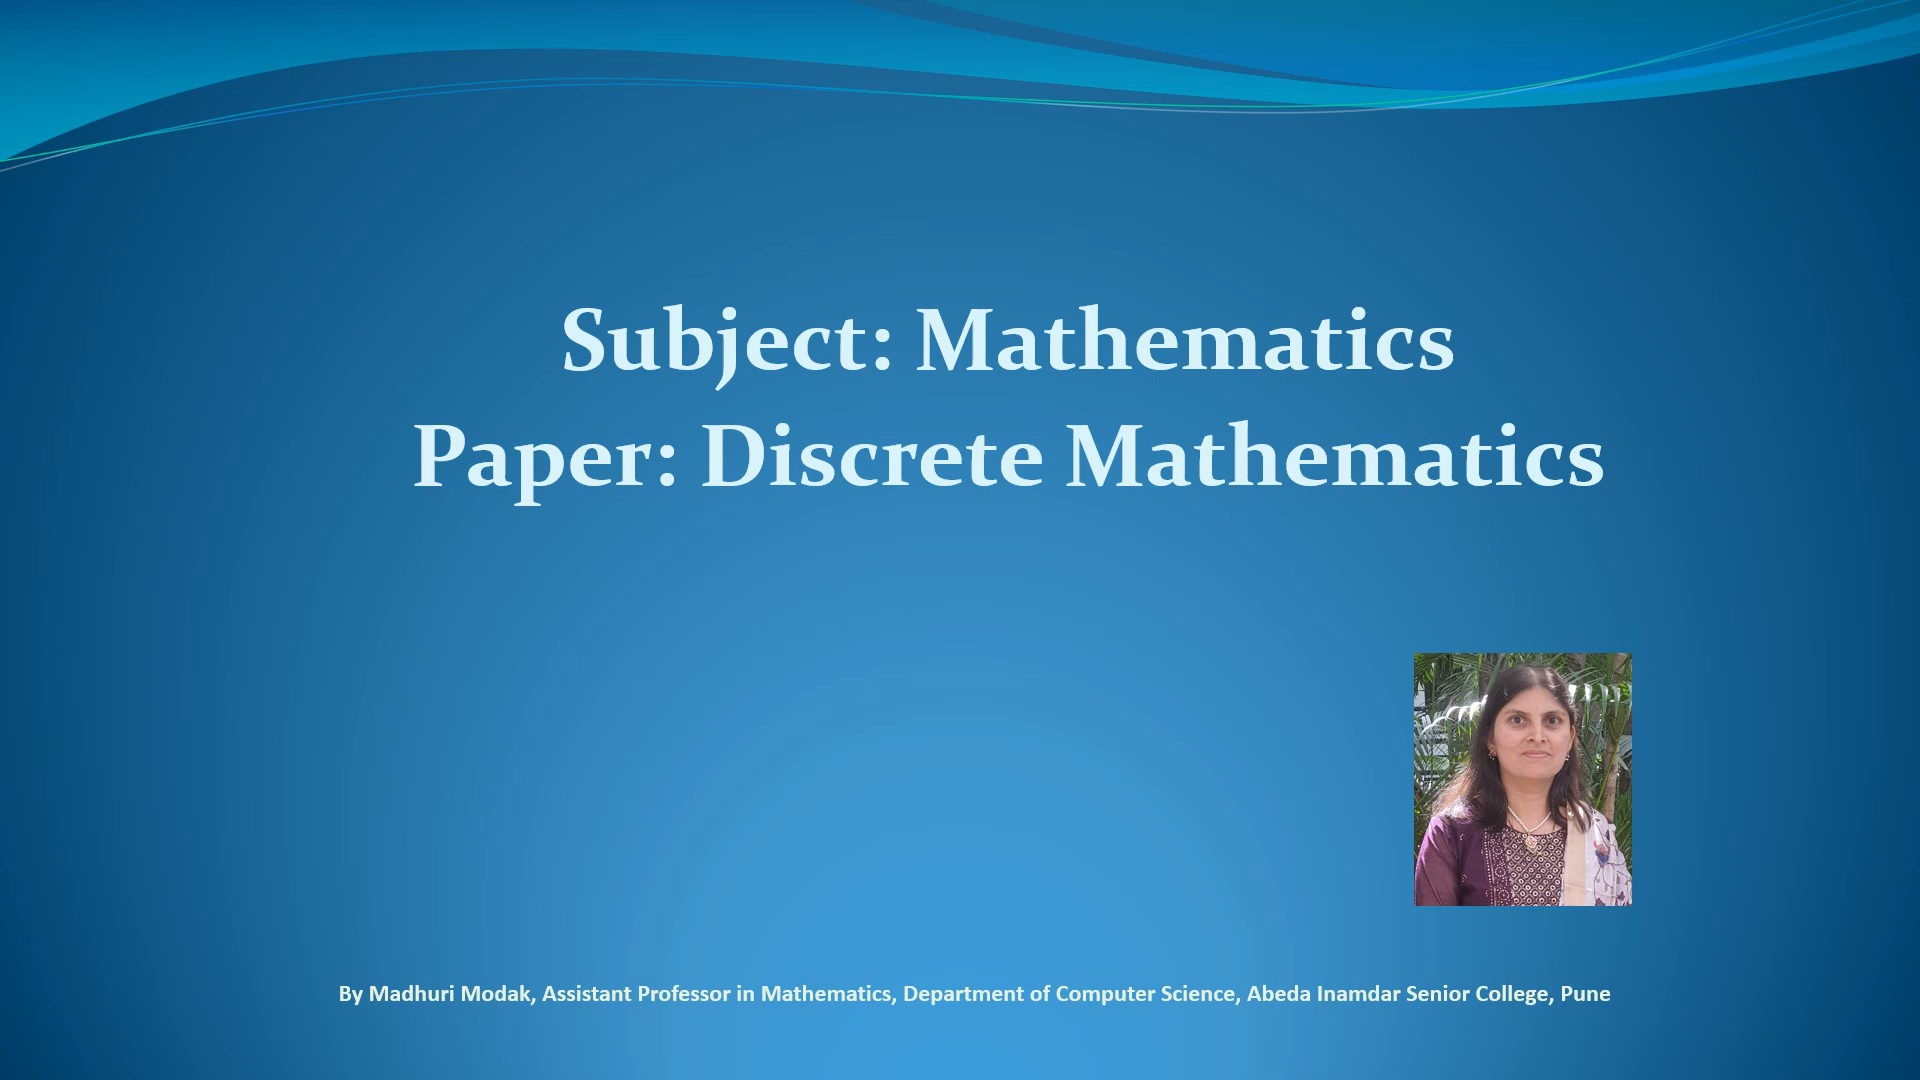 Subject: Mathematics
Paper: Discrete Mathematics
By Madhuri Modak, Assistant Professor in Mathematics, Department of Computer Science, Abeda Inamdar Senior College, Pune